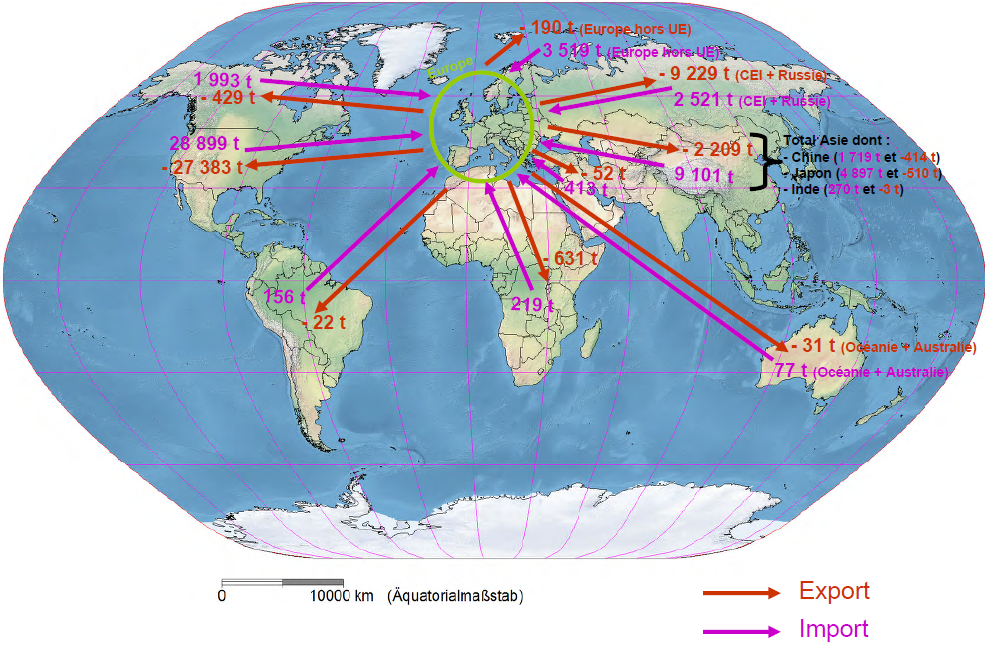 - 190 t (Europe hors UE)
3 519 t (Europe hors UE)
Europe
- 9 229 t (CEI + Russie)
1 993 t
- 429 t
2 521 t (CEI + Russie)
28 899 t
- 27 383 t
- 2 209 t
Total Asie dont :
- Chine (1 719 t et -414 t)
- Japon (4 897 t et -510 t)
- Inde (270 t et -3 t)
- 52 t
9 101 t
413 t
- 631 t
156 t
219 t
- 22 t
- 31 t (Océanie + Australie)
77 t (Océanie + Australie)
0 10000 km (Äquatorialmaßstab)
Export
Import